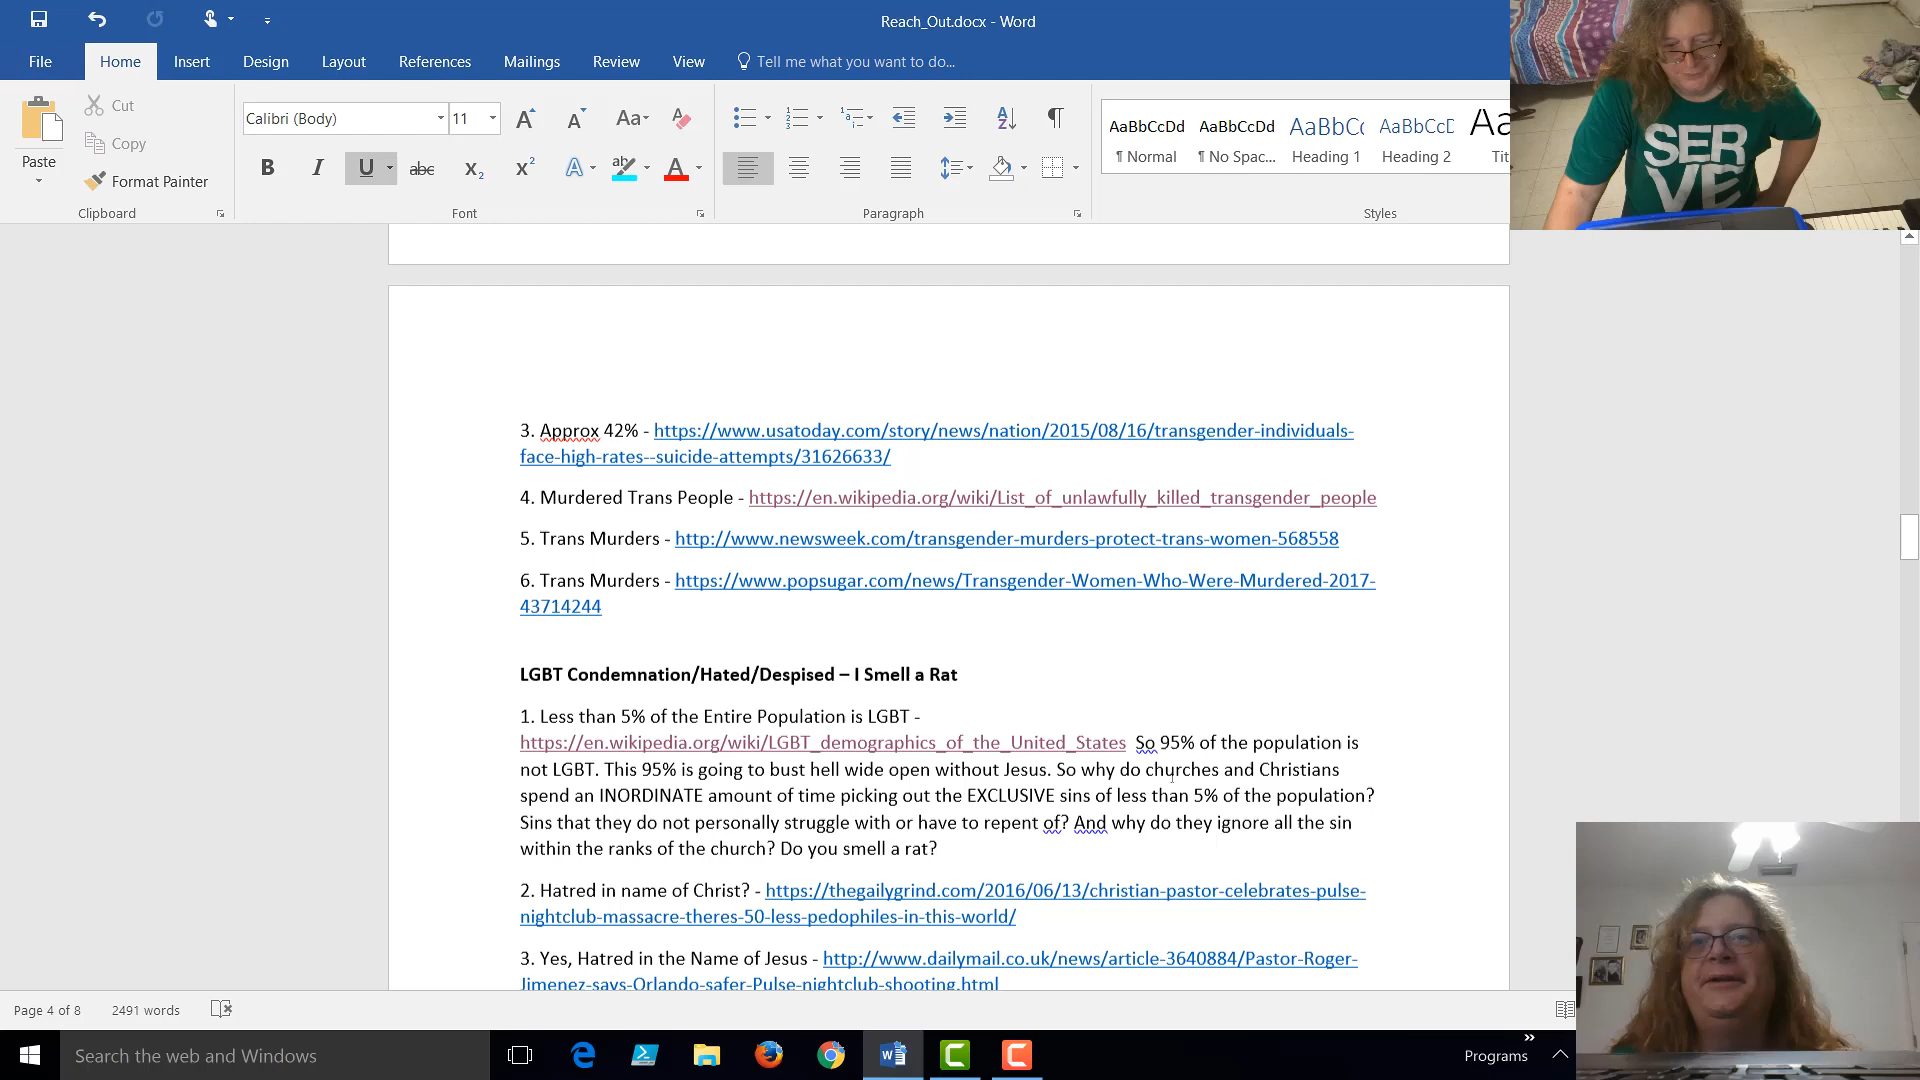 Reach_Out.docx - Word
File Home Insert Design Layout References Mailings Review View Tell me what you want to do...
Paste
Cut
Copy
Format Painter
Clipboard
Calibri (Body) 11
Font
Paragraph
AaBbCcDd AaBbCcDd AaBbCc AaBbCcD Aa
¶ Normal ¶ No Spac... Heading 1 Heading 2 Tit
Styles
SER
VE
3. Approx 42% - https://www.usatoday.com/story/news/nation/2015/08/16/transgender-individuals-
face-high-rates--suicide-attempts/31626633/
4. Murdered Trans People - https://en.wikipedia.org/wiki/List_of_unlawfully_killed_transgender_people
5. Trans Murders - http://www.newsweek.com/transgender-murders-protect-trans-women-568558
6. Trans Murders - https://www.popsugar.com/news/Transgender-Women-Who-Were-Murdered-2017-
43714244
LGBT Condemnation/Hated/Despised – I Smell a Rat
1. Less than 5% of the Entire Population is LGBT -
https://en.wikipedia.org/wiki/LGBT_demographics_of_the_United_States So 95% of the population is
not LGBT. This 95% is going to bust hell wide open without Jesus. So why do churches and Christians
spend an INORDINATE amount of time picking out the EXCLUSIVE sins of less than 5% of the population?
Sins that they do not personally struggle with or have to repent of? And why do they ignore all the sin
within the ranks of the church? Do you smell a rat?
2. Hatred in name of Christ? - https://thegailygrind.com/2016/06/13/christian-pastor-celebrates-pulse-
nightclub-massacre-theres-50-less-pedophiles-in-this-world/
3. Yes, Hatred in the Name of Jesus - http://www.dailymail.co.uk/news/article-3640884/Pastor-Roger-
Jimenez-says-Orlando-safer-Pulse-nightclub-shooting.html
Page 4 of 8 2491 words
Search the web and Windows
Programs